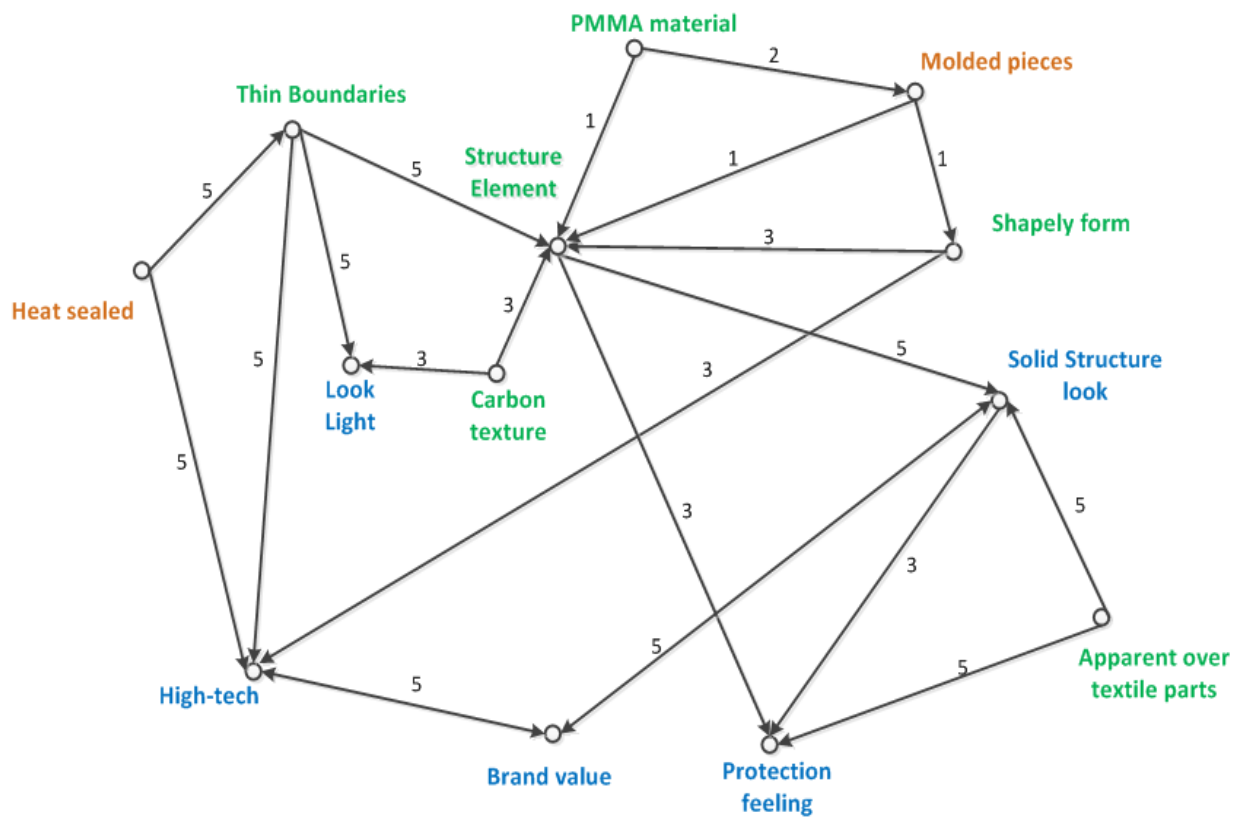 PMMA material
2
Molded pieces
Thin Boundaries
1
Structure
Element
5
1
1
5
Shapely form
3
5
Heat sealed
3
5
3
5
Solid Structure
look
3
Look
Light
Carbon
texture
5
3
5
3
5
5
Apparent over
textile parts
5
High-tech
5
Brand value
Protection
feeling